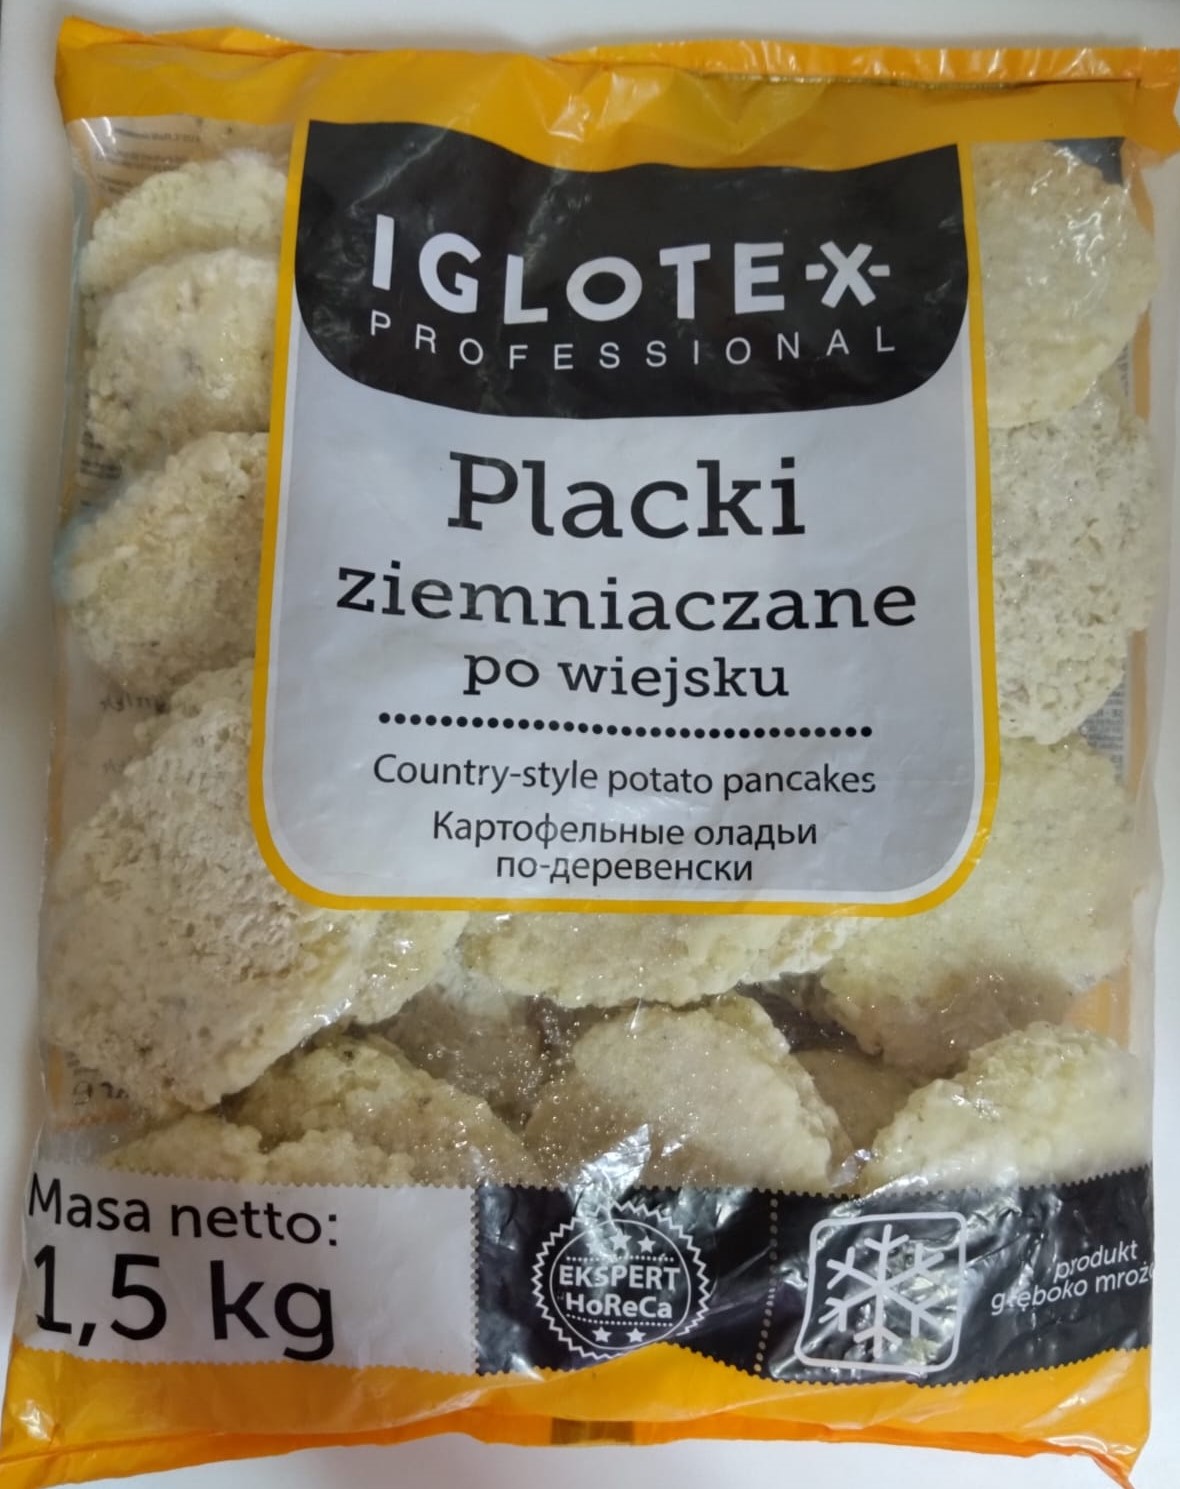 IGLOTEX
PROFESSIONAL
Placki
ziemniaczane
po wiejsku
Country-style potato pancakes
Картофельные оладьи
по-деревенски
Masa netto:
1,5 kg
EKSPERT
HoReCa
produkt
głęboko